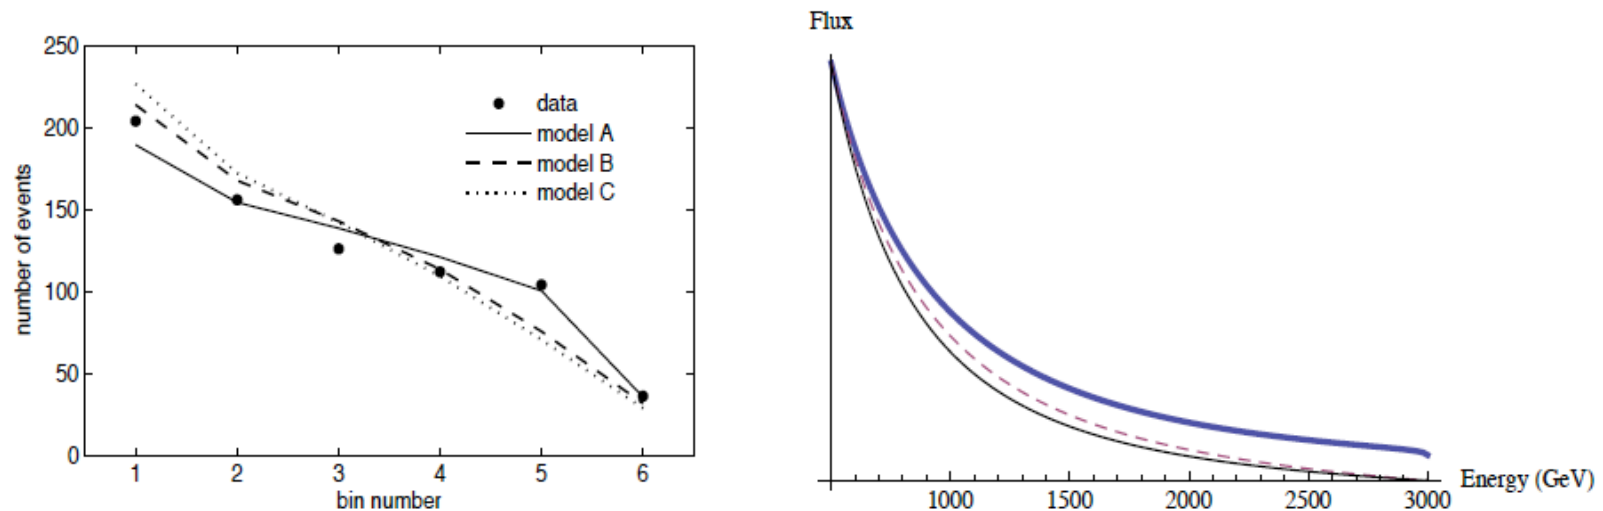 250
200
150
100
50
0
number of events
data
model A
model B
model C
1 2 3 4 5 6
bin number
Flux
1000 1500 2000 2500 3000
Energy (GeV)